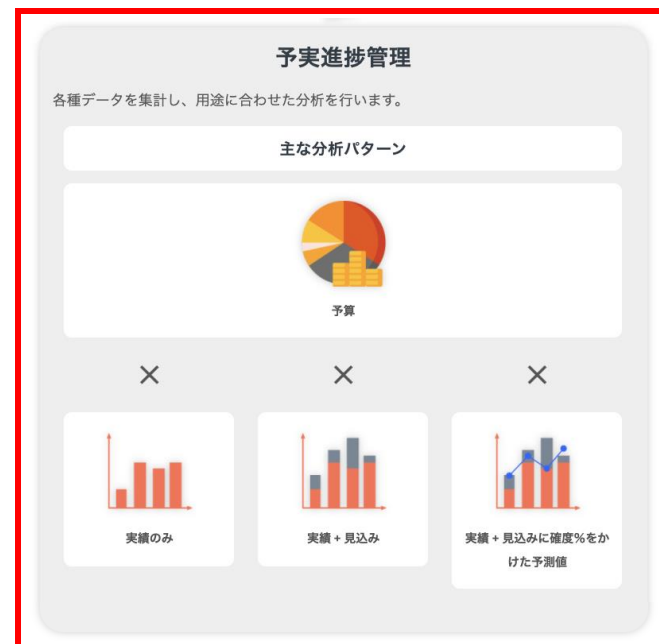 予実進捗管理
各種データを集計し、用途に合わせた分析を行います。
主な分析パターン
予算
× × ×
実績のみ 実績 + 見込み 実績 + 見込みに確度%をか
けた予測値